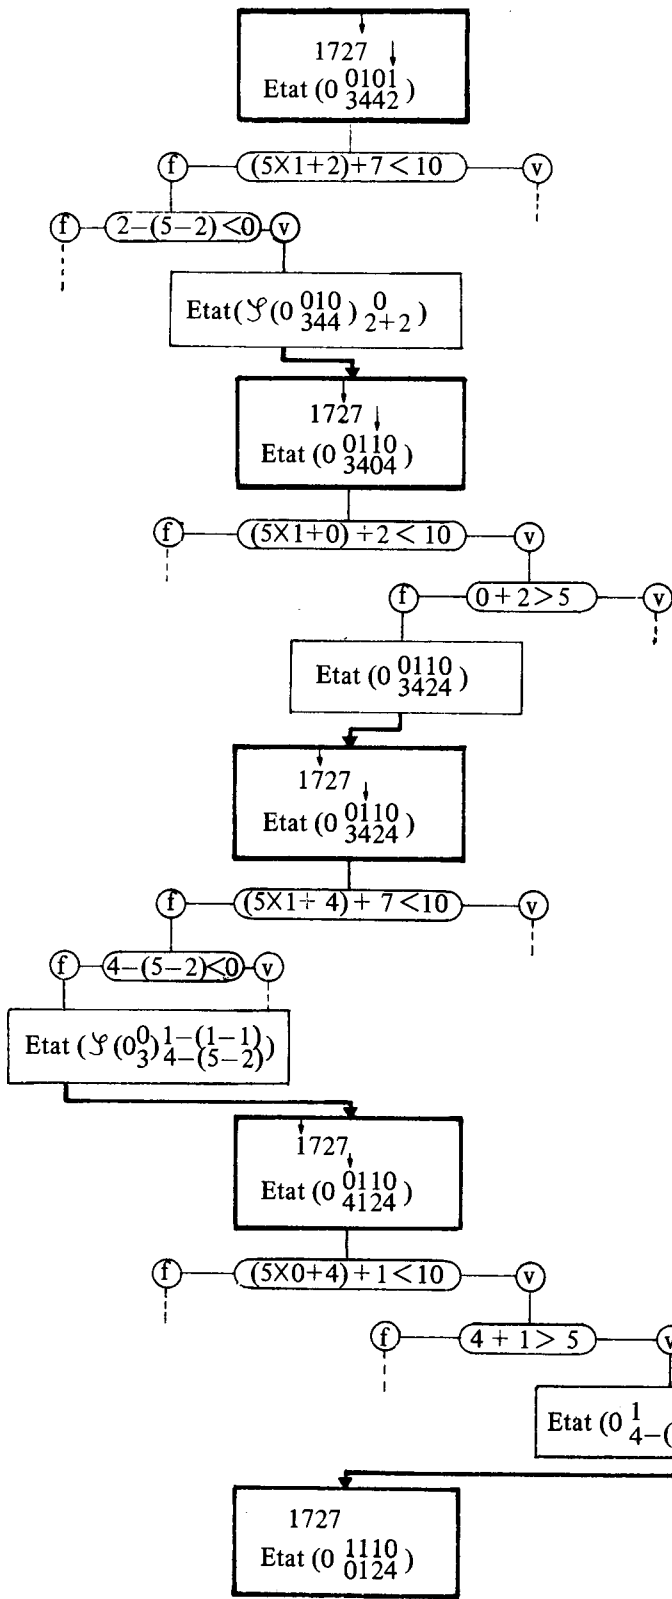 1727
Etat (0 0101
3442 )
f (5×1+2)+7<10 v
f 2-(5-2)<0 v
Etat(𝒮(0 010
344 ) 0
2+2 )
1727
Etat (0 0110
3404 )
f (5×1+0)+2<10 v
f 0+2>5 v
Etat (0 0110
3424 )
1727
Etat (0 0110
3424 )
f (5×1+4)+7<10 v
f 4-(5-2)<0 v
Etat (𝒮(0 0
3 ) 1-(1-1)
4-(5-2) )
1727
Etat (0 0110
4124 )
f (5×0+4)+1<10 v
f 4+1>5 v
Etat (0 1
4-(
1727
Etat (0 1110
0124 )